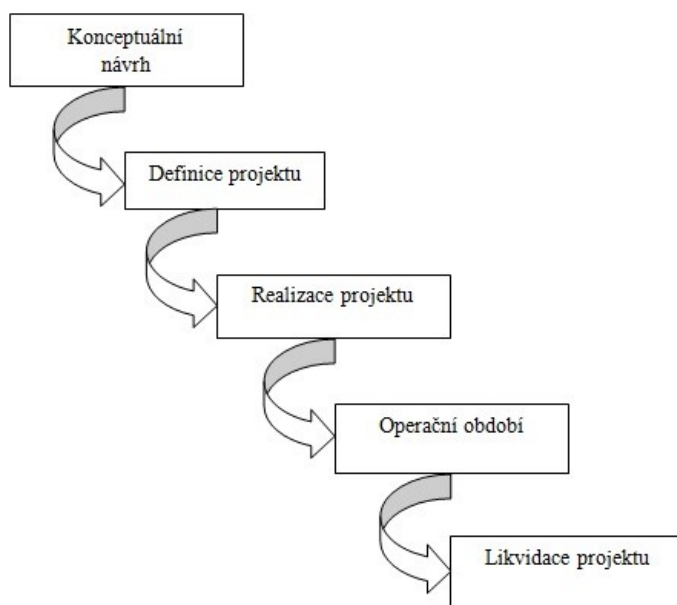 Konceptuální
návrh
Definice projektu
Realizace projektu
Operační období
Likvidace projektu